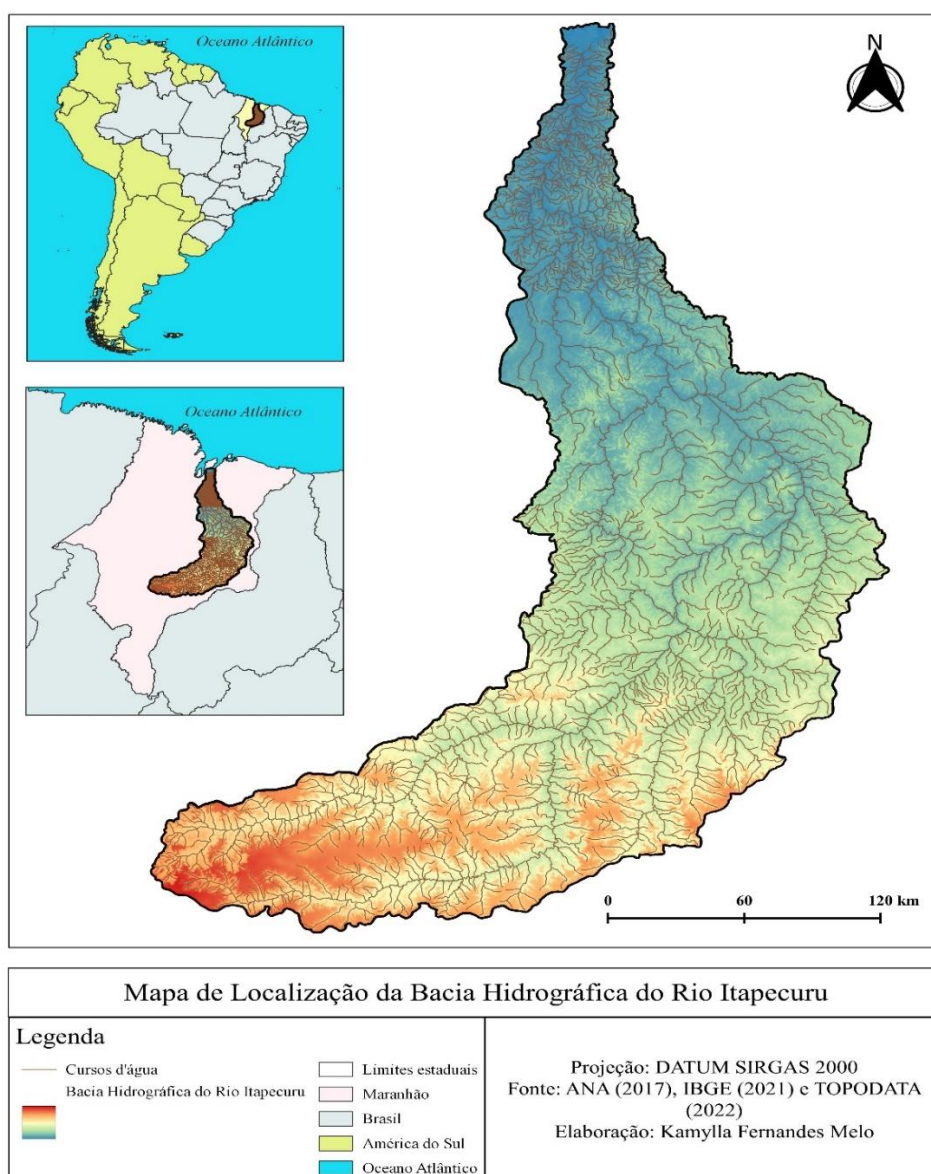 Oceano Atlântico
N
Oceano Atlântico
0 60 120 km
Mapa de Localização da Bacia Hidrográfica do Rio Itapecuru
Legenda
Cursos d'água
Bacia Hidrográfica do Rio Itapecuru
Limites estaduais
Maranhão
Brasil
América do Sul
Oceano Atlântico
Projeção: DATUM SIRGAS 2000
Fonte: ANA (2017), IBGE (2021) e TOPODATA
(2022)
Elaboração: Kamylla Fernandes Melo